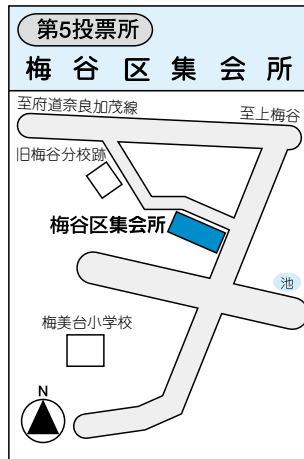 第5投票所
梅谷区集会所
至府道奈良加茂線
至上梅谷
旧梅谷分校跡
梅谷区集会所
池
梅美台小学校
N